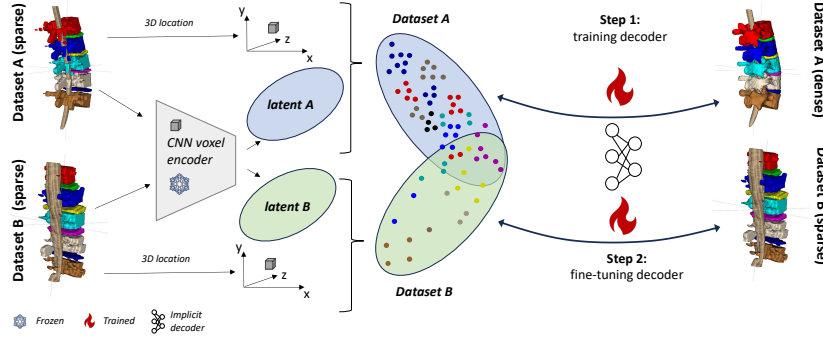 Dataset A (sparse)
3D location
y
z
x
Dataset A
Step 1:
training decoder
Dataset A (dense)
latent A
CNN voxel
encoder
Dataset B (sparse)
latent B
3D location
y
z
x
Dataset B
Step 2:
fine-tuning decoder
Dataset B (sparse)
Frozen
Trained
Implicit
decoder